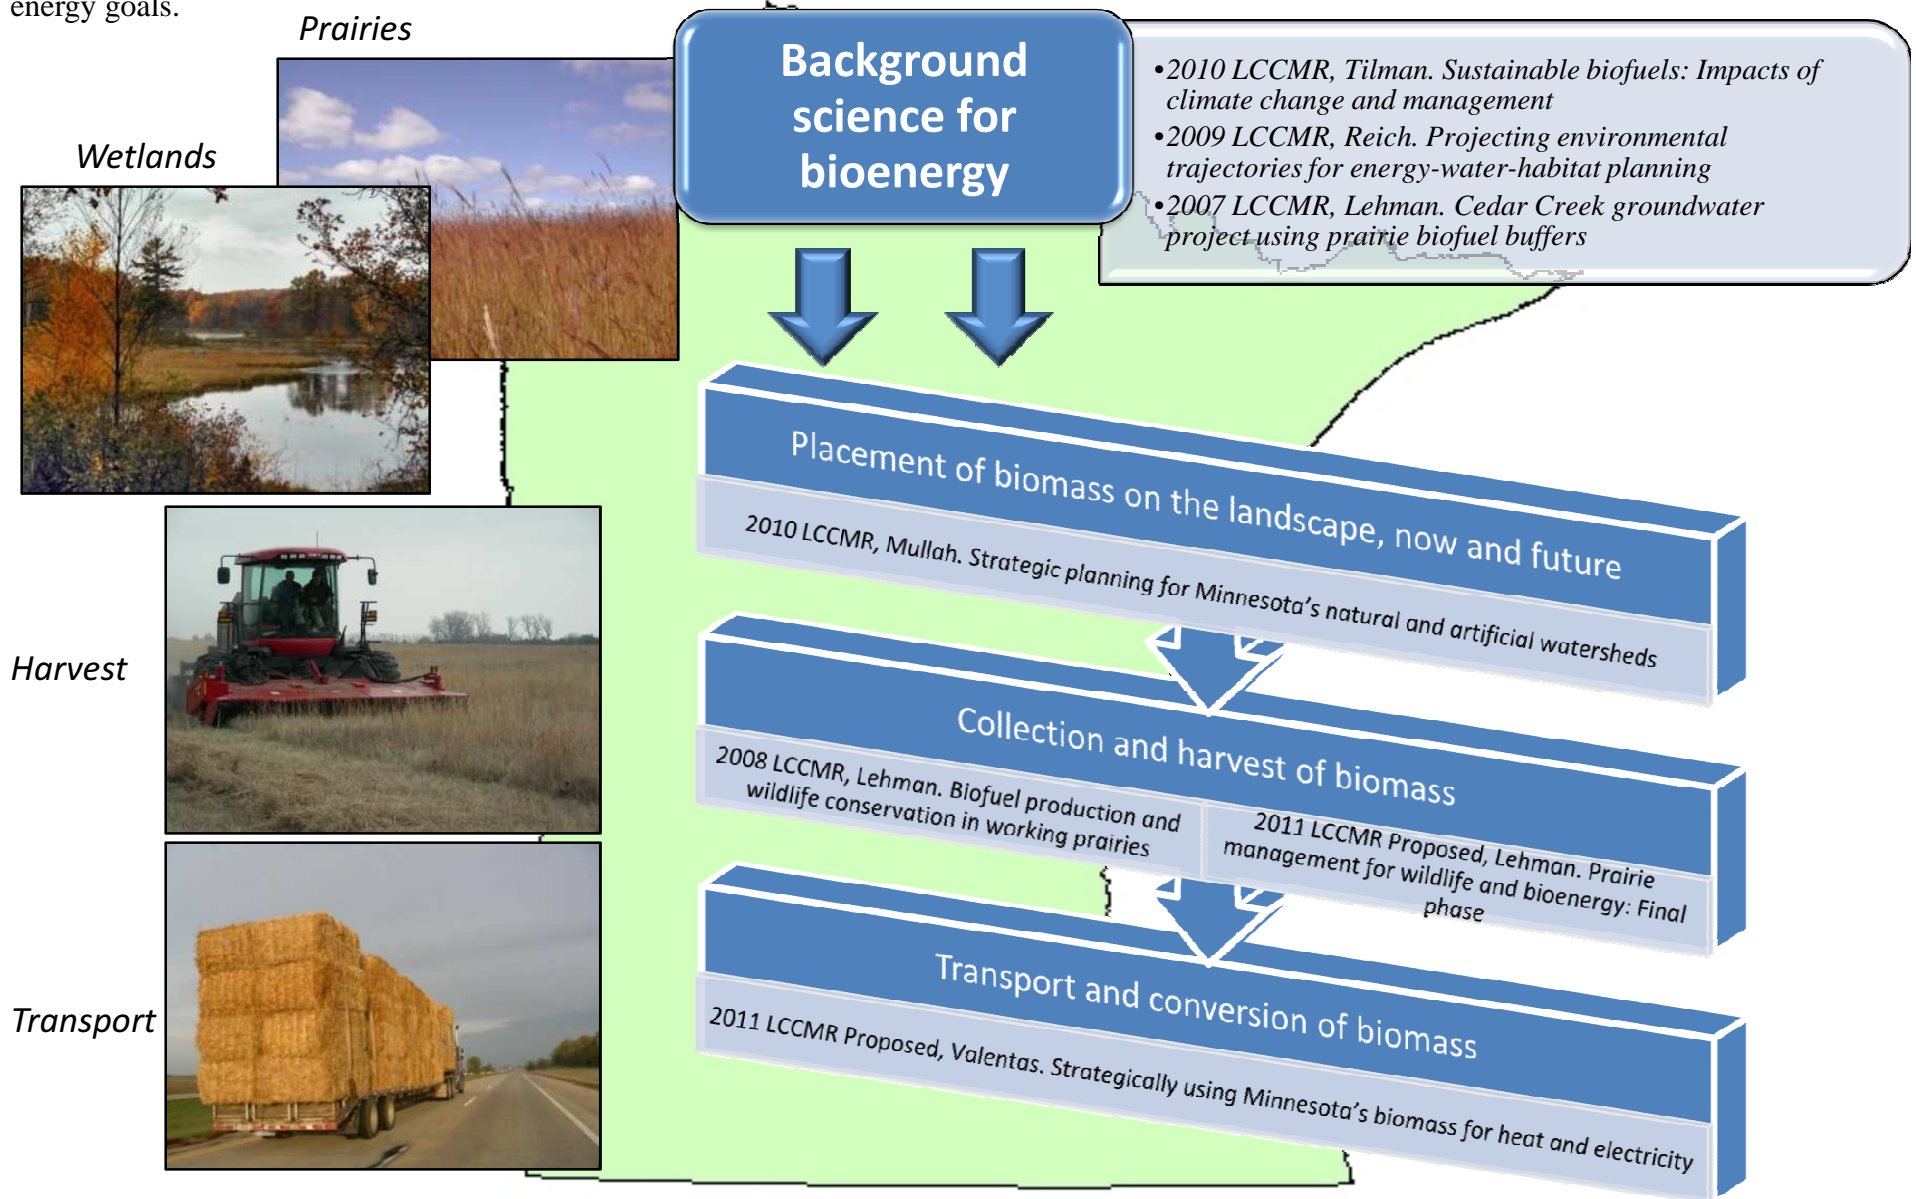 energy goals.
Prairies
Wetlands
Background
science for
bioenergy
•2010 LCCMR, Tilman. Sustainable biofuels: Impacts of
climate change and management
•2009 LCCMR, Reich. Projecting environmental
trajectories for energy-water-habitat planning
•2007 LCCMR, Lehman. Cedar Creek groundwater
project using prairie biofuel buffers
Placement of biomass on the landscape, now and future
2010 LCCMR, Mullah. Strategic planning for Minnesota's natural and artificial watersheds
Harvest
Collection and harvest of biomass
2008 LCCMR, Lehman. Biofuel production and
wildlife conservation in working prairies
2011 LCCMR Proposed, Lehman. Prairie
management for wildlife and bioenergy: Final
phase
Transport
Transport and conversion of biomass
2011 LCCMR Proposed, Valentas. Strategically using Minnesota's biomass for heat and electricity